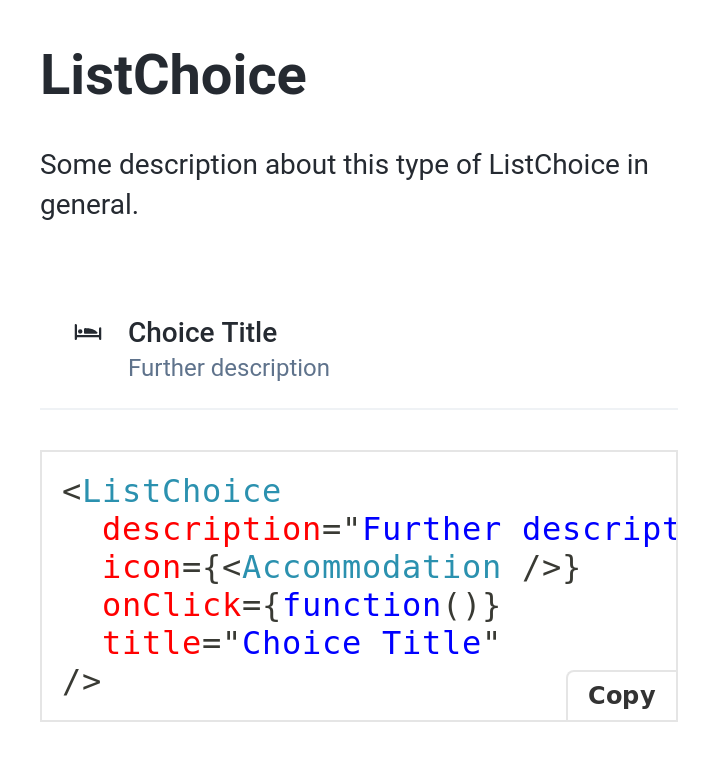 ListChoice
Some description about this type of ListChoice in
general.
Choice Title
Further description
<ListChoice
  description="Further descript
  icon={<Accommodation />}
  onClick={function()}
  title="Choice Title"
/>
Copy